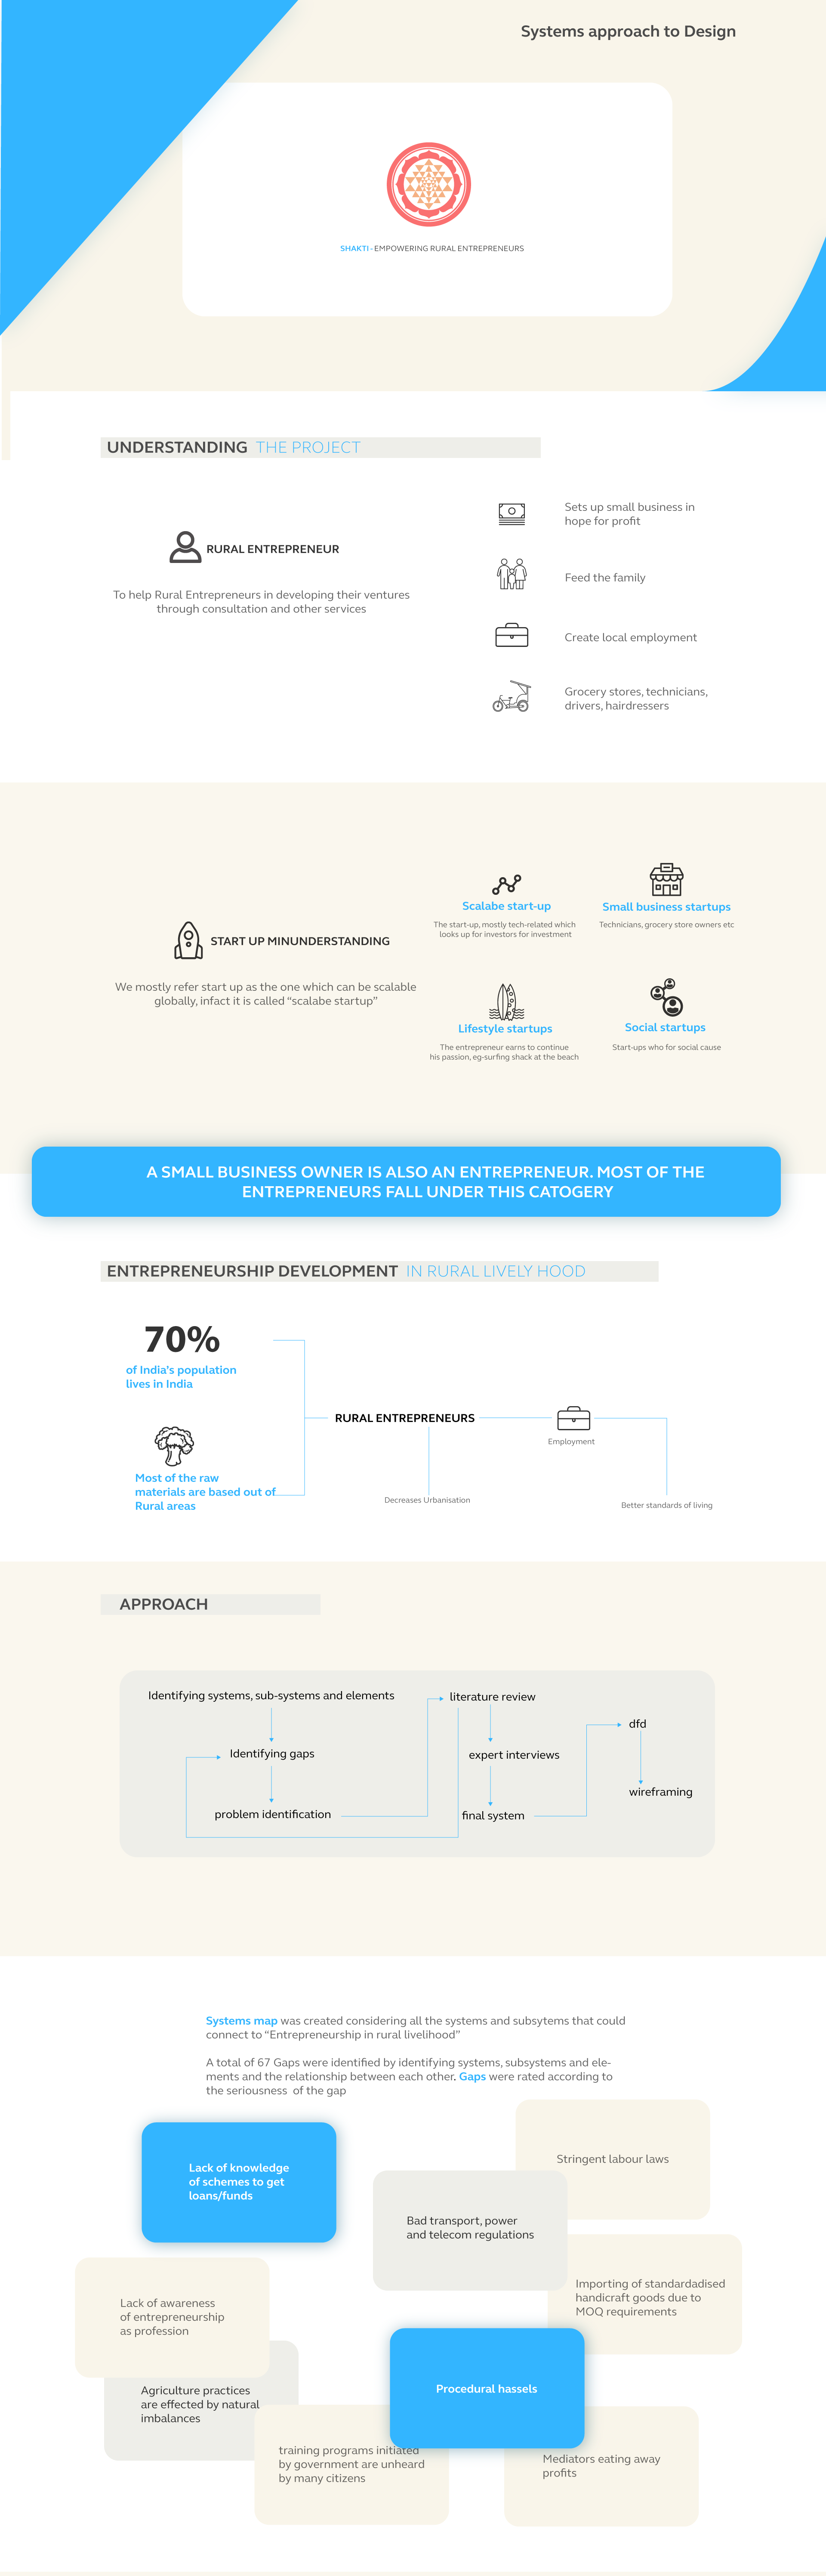 Systems approach to Design
SHAKTI - EMPOWERING RURAL ENTREPRENEURS
UNDERSTANDING THE PROJECT
RURAL ENTREPRENEUR
To help Rural Entrepreneurs in developing their ventures
through consultation and other services
Sets up small business in
hope for profit
Feed the family
Create local employment
Grocery stores, technicians,
drivers, hairdressers
START UP MINUNDERSTANDING
We mostly refer start up as the one which can be scalable
globally, infact it is called “scalabe startup”
Scalabe start-up
The start-up, mostly tech-related which
looks up for investors for investment
Small business startups
Technicians, grocery store owners etc
Lifestyle startups
The entrepreneur earns to continue
his passion, eg-surfing shack at the beach
Social startups
Start-ups who for social cause
A SMALL BUSINESS OWNER IS ALSO AN ENTREPRENEUR. MOST OF THE
ENTREPRENEURS FALL UNDER THIS CATOGERY
ENTREPRENEURSHIP DEVELOPMENT IN RURAL LIVELY HOOD
70%
of India's population
lives in India
Most of the raw
materials are based out of
Rural areas
RURAL ENTREPRENEURS
Employment
Decreases Urbanisation
Better standards of living
APPROACH
Identifying systems, sub-systems and elements
Identifying gaps
problem identification
literature review
expert interviews
final system
dfd
wireframing
Systems map was created considering all the systems and subsytems that could
connect to “Entrepreneurship in rural livelihood”
A total of 67 Gaps were identified by identifying systems, subsystems and ele-
ments and the relationship between each other. Gaps were rated according to
the seriousness of the gap
Lack of knowledge
of schemes to get
loans/funds
Stringent labour laws
Bad transport, power
and telecom regulations
Importing of standardadised
handicraft goods due to
MOQ requirements
Lack of awareness
of entrepreneurship
as profession
Procedural hassels
Agriculture practices
are effected by natural
imbalances
training programs initiated
by government are unheard
by many citizens
Mediators eating away
profits